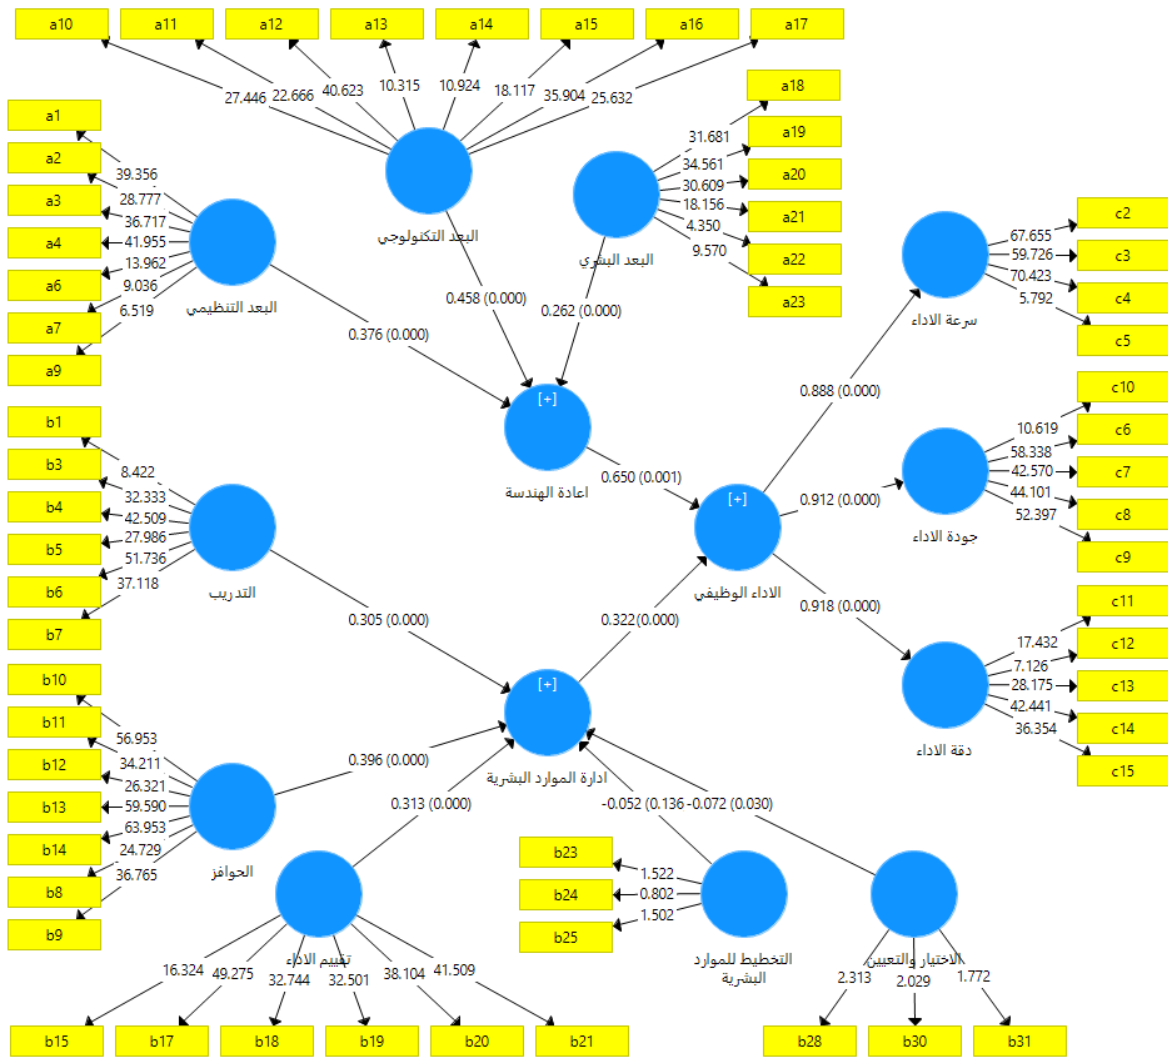 a10 a11 a12 a13 a14 a15 a16 a17
27.446 22.666 40.623 10.315 10.924 18.117 35.904 25.632
البعد التكنولوجي
a1
a2
a3
a4
a6
a7
a9
39.356
28.777
36.717
41.955
13.962
9.036
6.519
البعد التنظيمي
a18
a19
a20
a21
a22
a23
31.681
34.561
30.609
18.156
4.350
9.570
البعد البشري
0.458 (0.000)
0.262 (0.000)
0.376 (0.000)
[+]
اعادة الهندسة
0.650 (0.001)
b1
b3
b4
b5
b6
b7
8.422
32.333
42.509
27.986
51.736
37.118
التدريب
0.305 (0.000)
[+]
الاداء الوظيفي
0.322 (0.000)
0.888 (0.000)
0.912 (0.000)
0.918 (0.000)
سرعة الاداء
67.655
59.726
70.423
5.792
c2
c3
c4
c5
جودة الاداء
10.619
58.338
42.570
44.101
52.397
c10
c6
c7
c8
c9
دقة الاداء
17.432
7.126
28.175
42.441
36.354
c11
c12
c13
c14
c15
b10
b11
b12
b13
b14
b8
b9
56.953
34.211
26.321
59.590
63.953
24.729
36.765
الحوافز
0.396 (0.000)
[+]
ادارة الموارد البشرية
0.313 (0.000)
-0.052 (0.136
-0.072 (0.030)
تقييم الاداء
16.324 49.275 32.744 32.501 38.104 41.509
b15 b17 b18 b19 b20 b21
b23
b24
b25
1.522
0.802
1.502
التخطيط للموارد
البشرية
الاختيار والتعيين
2.313 2.029 1.772
b28 b30 b31